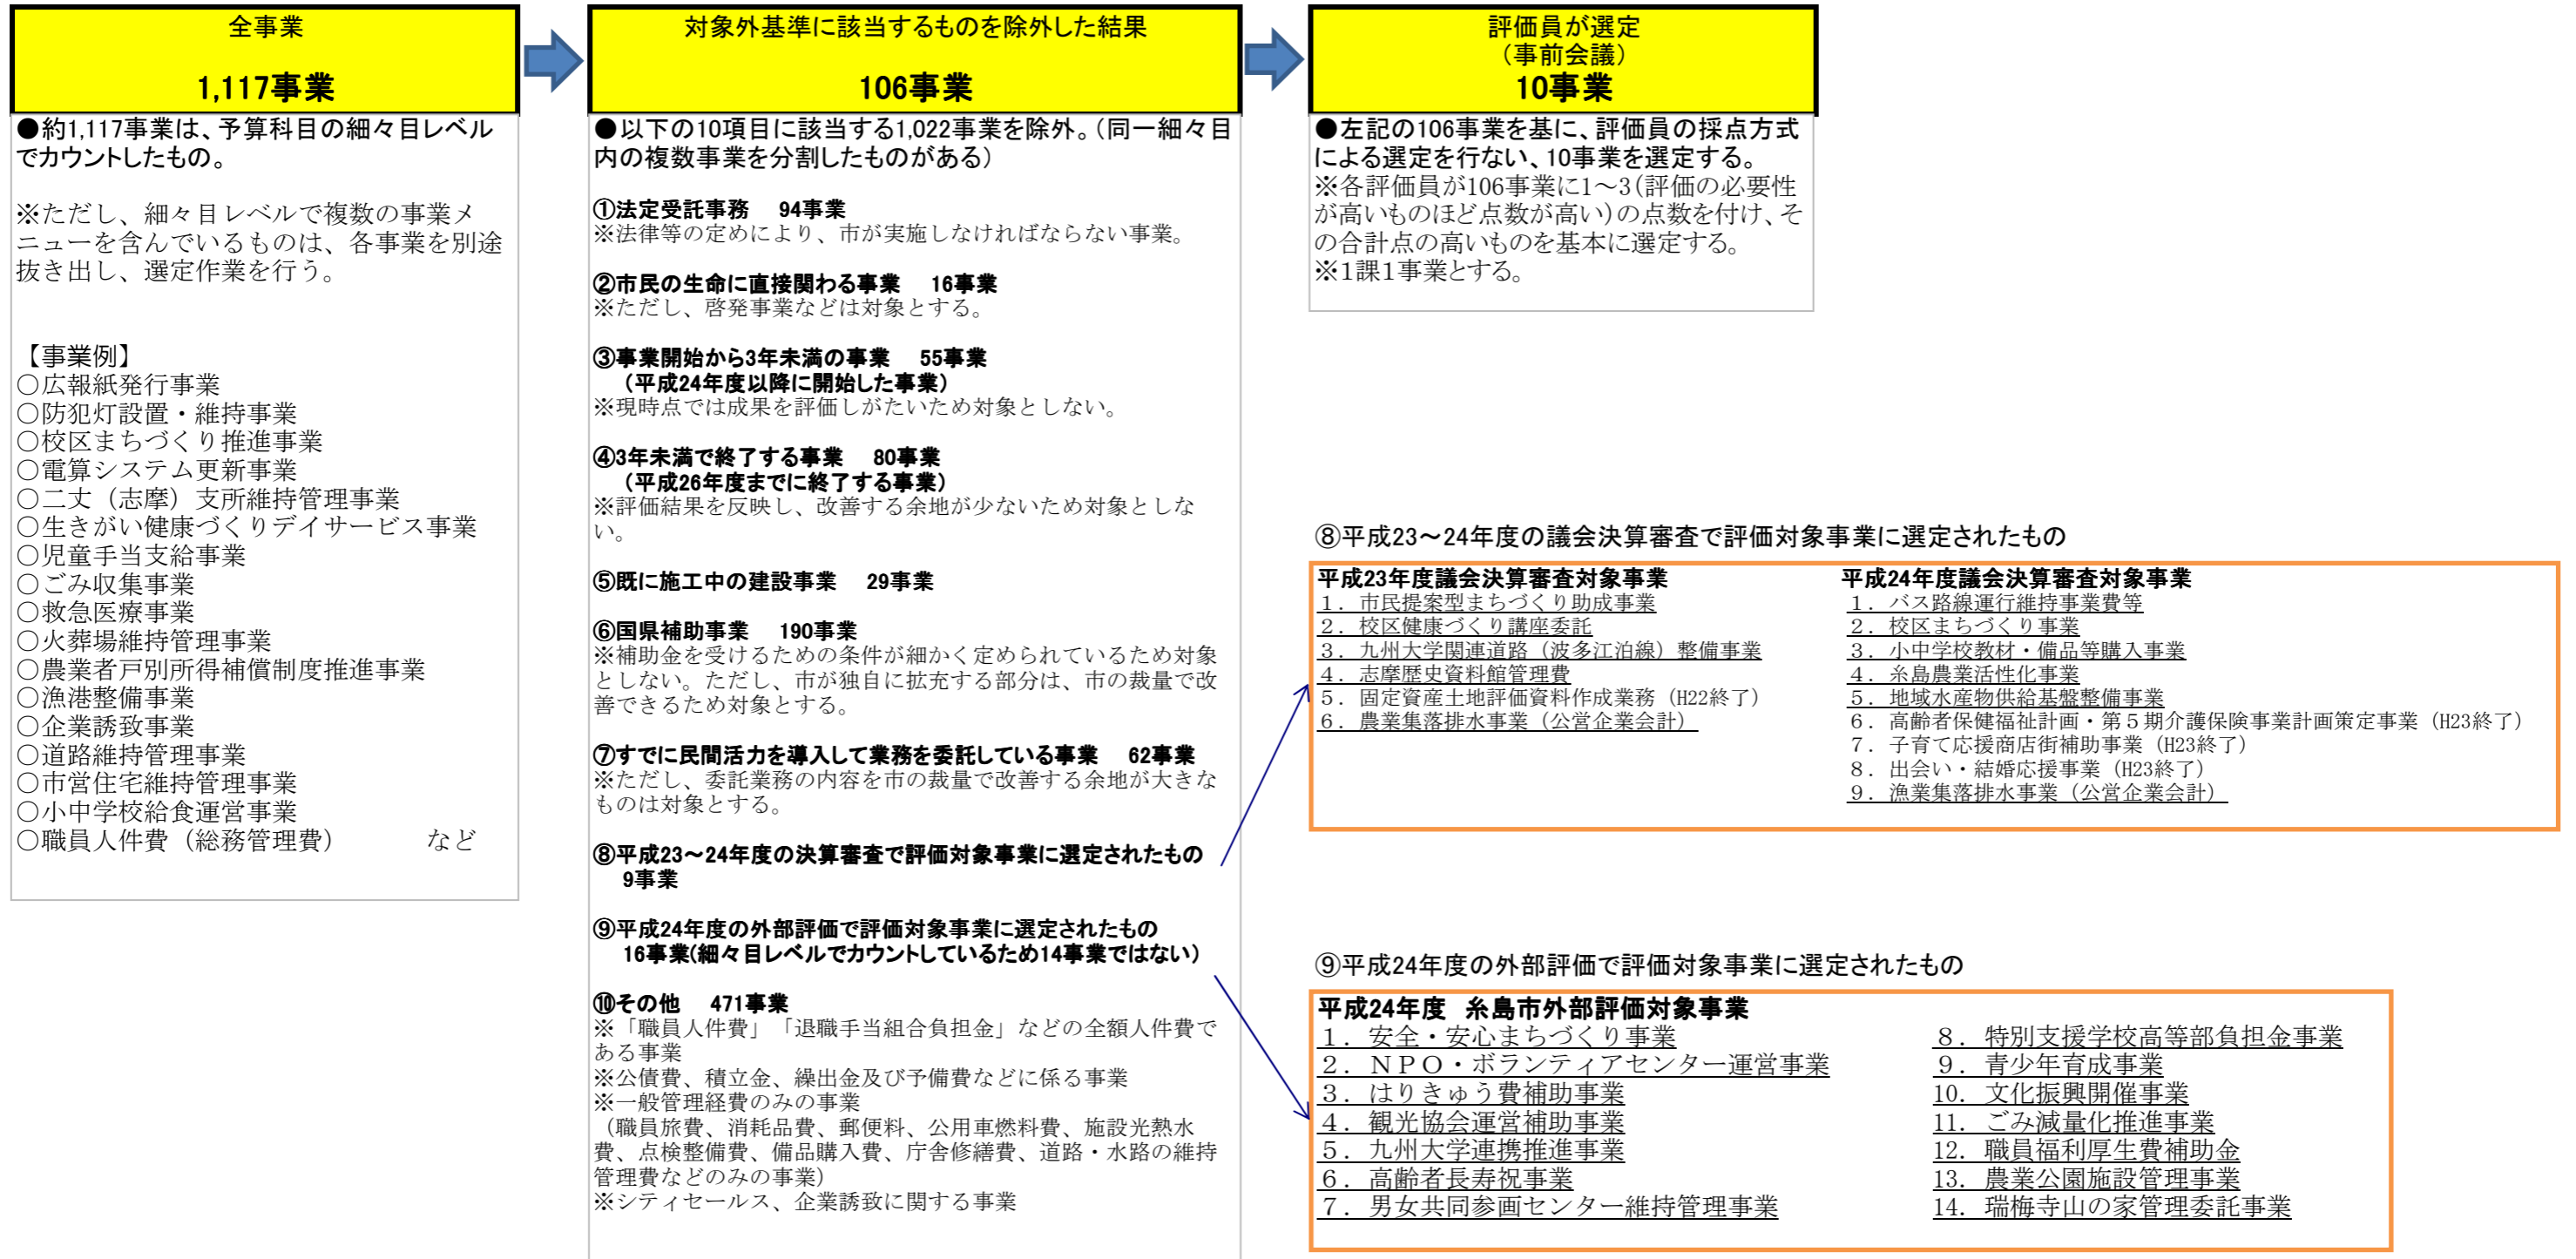 全事業
1,117事業
●約1,117事業は、予算科目の細々目レベル
でカウントしたもの。
※ただし、細々目レベルで複数の事業メ
ニューを含んでいるものは、各事業を別途
抜き出し、選定作業を行う。
【事業例】
○広報紙発行事業
○防犯灯設置・維持事業
○校区まちづくり推進事業
○電算システム更新事業
○二丈（志摩）支所維持管理事業
○生きがい健康づくりデイサービス事業
○児童手当支給事業
○ごみ収集事業
○救急医療事業
○火葬場維持管理事業
○農業者戸別所得補償制度推進事業
○漁港整備事業
○企業誘致事業
○道路維持管理事業
○市営住宅維持管理事業
○小中学校給食運営事業
○職員人件費（総務管理費）　　　など
対象外基準に該当するものを除外した結果
106事業
●以下の10項目に該当する1,022事業を除外。（同一細々目
内の複数事業を分割したものがある）
①法定受託事務　94事業
※法律等の定めにより、市が実施しなければならない事業。
②市民の生命に直接関わる事業　16事業
※ただし、啓発事業などは対象とする。
③事業開始から3年未満の事業　55事業
（平成24年度以降に開始した事業）
※現時点では成果を評価しがたいため対象としない。
④3年未満で終了する事業　80事業
（平成26年度までに終了する事業）
※評価結果を反映し、改善する余地が少ないため対象としな
い。
⑤既に施工中の建設事業　29事業
⑥国県補助事業　190事業
※補助金を受けるための条件が細かく定められているため対象
としない。ただし、市が独自に拡充する部分は、市の裁量で改
善できるため対象とする。
⑦すでに民間活力を導入して業務を委託している事業　62事業
※ただし、委託業務の内容を市の裁量で改善する余地が大きな
ものは対象とする。
⑧平成23～24年度の決算審査で評価対象事業に選定されたもの
9事業
⑨平成24年度の外部評価で評価対象事業に選定されたもの
16事業(細々目レベルでカウントしているため14事業ではない）
⑩その他　471事業
※「職員人件費」「退職手当組合負担金」などの全額人件費で
ある事業
※公債費、積立金、繰出金及び予備費などに係る事業
※一般管理経費のみの事業
（職員旅費、消耗品費、郵便料、公用車燃料費、施設光熱水
費、点検整備費、備品購入費、庁舎修繕費、道路・水路の維持
管理費などのみの事業）
※シティセールス、企業誘致に関する事業
評価員が選定
（事前会議）
10事業
●左記の106事業を基に、評価員の採点方式
による選定を行ない、10事業を選定する。
※各評価員が106事業に1～3（評価の必要性
が高いものほど点数が高い）の点数を付け、そ
の合計点の高いものを基本に選定する。
※1課1事業とする。
⑧平成23～24年度の議会決算審査で評価対象事業に選定されたもの
平成23年度議会決算審査対象事業
１．市民提案型まちづくり助成事業
２．校区健康づくり講座委託
３．九州大学関連道路（波多江泊線）整備事業
４．志摩歴史資料館管理費
５．固定資産土地評価資料作成業務（H22終了）
６．農業集落排水事業（公営企業会計）
平成24年度議会決算審査対象事業
１．バス路線運行維持事業費等
２．校区まちづくり事業
３．小中学校教材・備品等購入事業
４．糸島農業活性化事業
５．地域水産物供給基盤整備事業
６．高齢者保健福祉計画・第５期介護保険事業計画策定事業（H23終了）
７．子育て応援商店街補助事業（H23終了）
８．出会い・結婚応援事業（H23終了）
９．漁業集落排水事業（公営企業会計）
⑨平成24年度の外部評価で評価対象事業に選定されたもの
平成24年度 糸島市外部評価対象事業
１．安全・安心まちづくり事業
２．ＮＰＯ・ボランティアセンター運営事業
３．はりきゅう費補助事業
４．観光協会運営補助事業
５．九州大学連携推進事業
６．高齢者長寿祝事業
７．男女共同参画センター維持管理事業
８．特別支援学校高等部負担金事業
９．青少年育成事業
10．文化振興開催事業
11．ごみ減量化推進事業
12．職員福利厚生費補助金
13．農業公園施設管理事業
14．瑞梅寺山の家管理委託事業